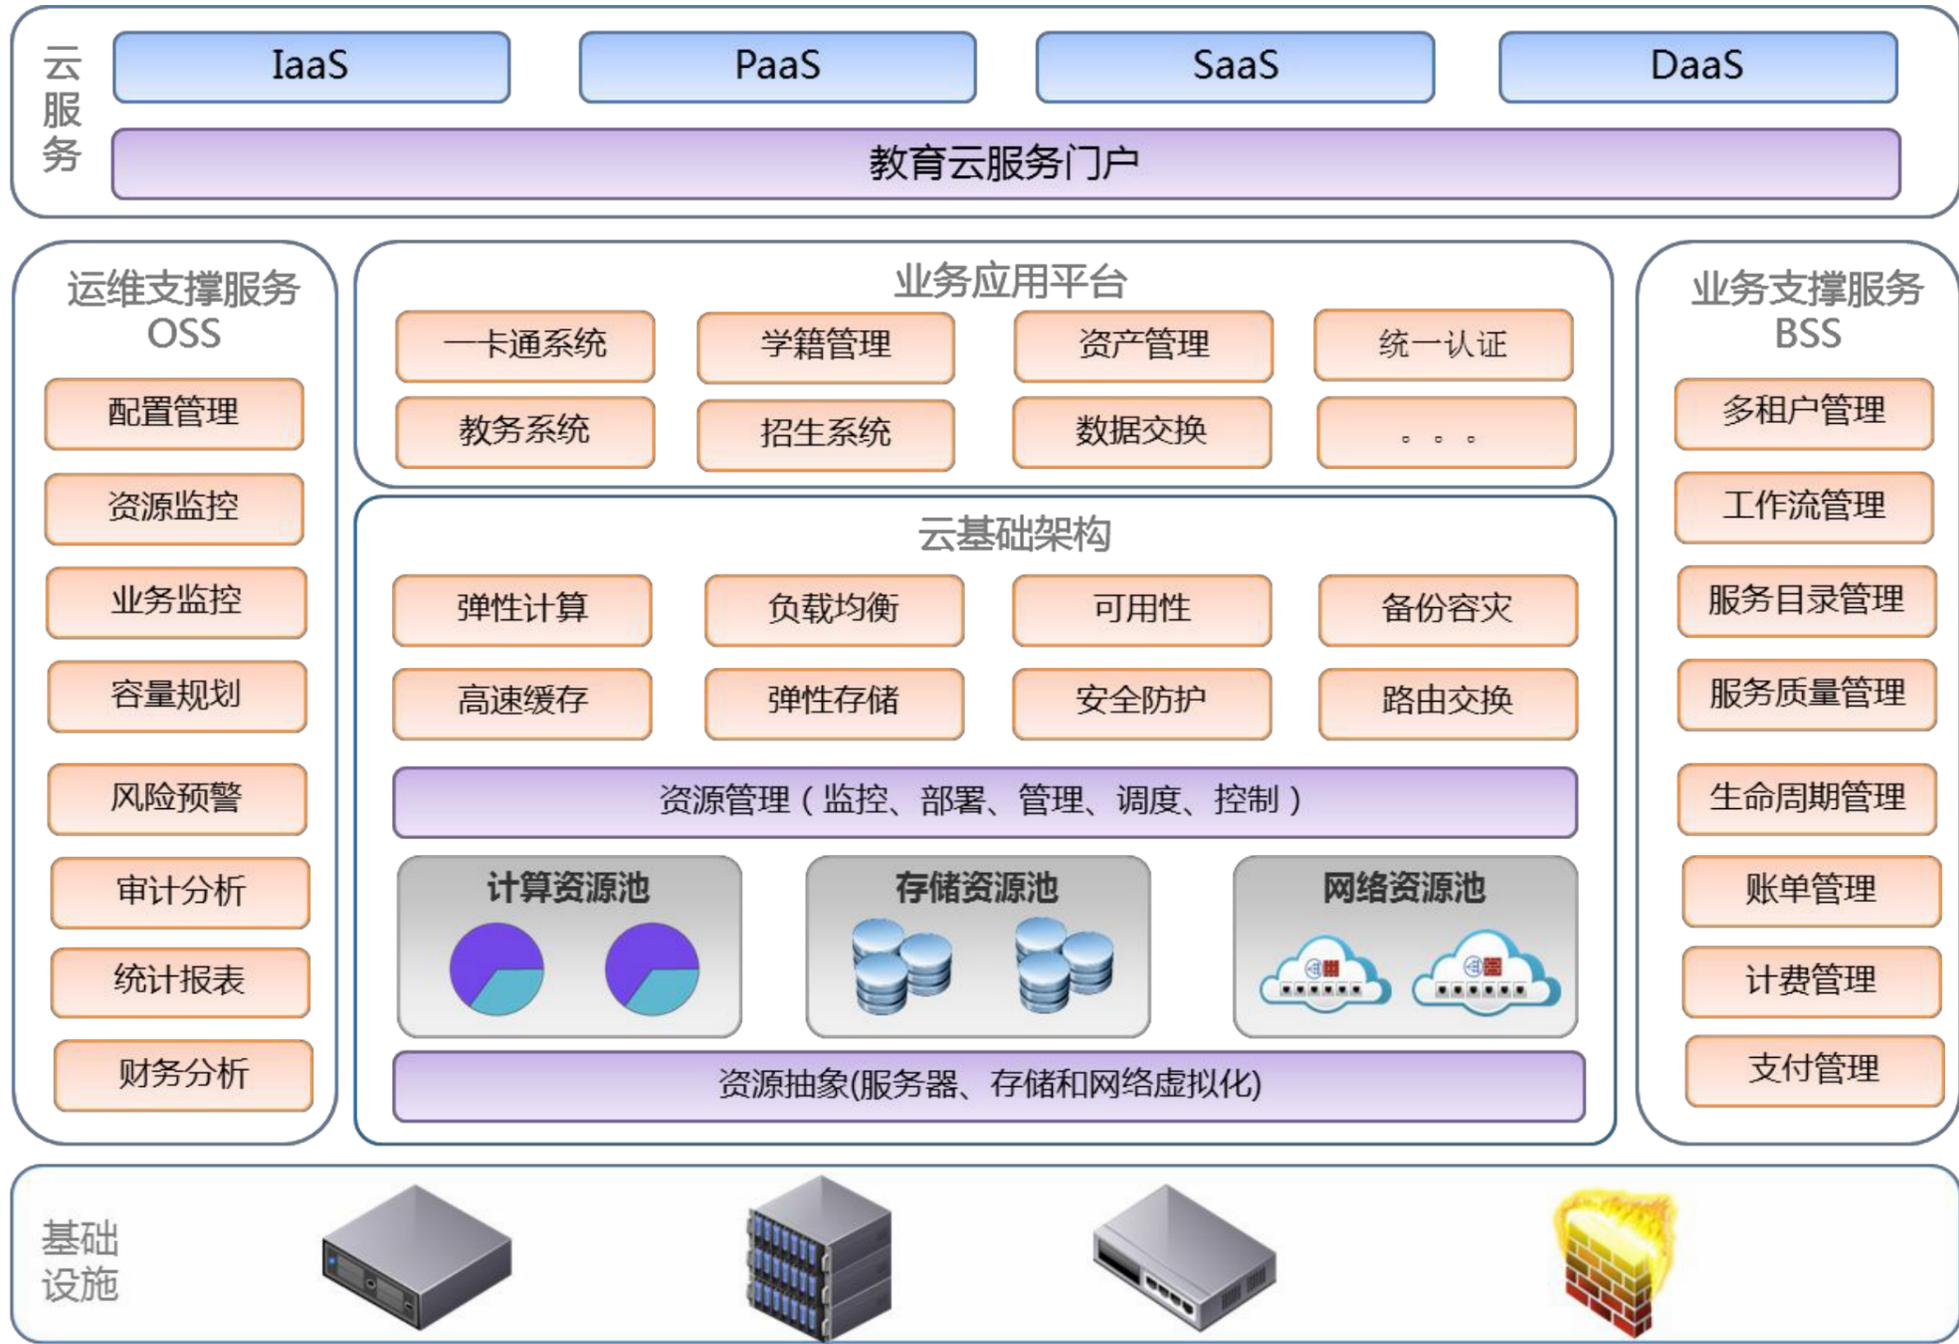 云服务
IaaS
PaaS
SaaS
DaaS
教育云服务门户
运维支撑服务
OSS
配置管理
资源监控
业务监控
容量规划
风险预警
审计分析
统计报表
财务分析
业务应用平台
一卡通系统
学籍管理
资产管理
统一认证
教务系统
招生系统
数据交换
。。。
云基础架构
弹性计算
负载均衡
可用性
备份容灾
高速缓存
弹性存储
安全防护
路由交换
资源管理（监控、部署、管理、调度、控制）
计算资源池
存储资源池
网络资源池
资源抽象(服务器、存储和网络虚拟化)
业务支撑服务
BSS
多租户管理
工作流管理
服务目录管理
服务质量管理
生命周期管理
账单管理
计费管理
支付管理
基础
设施